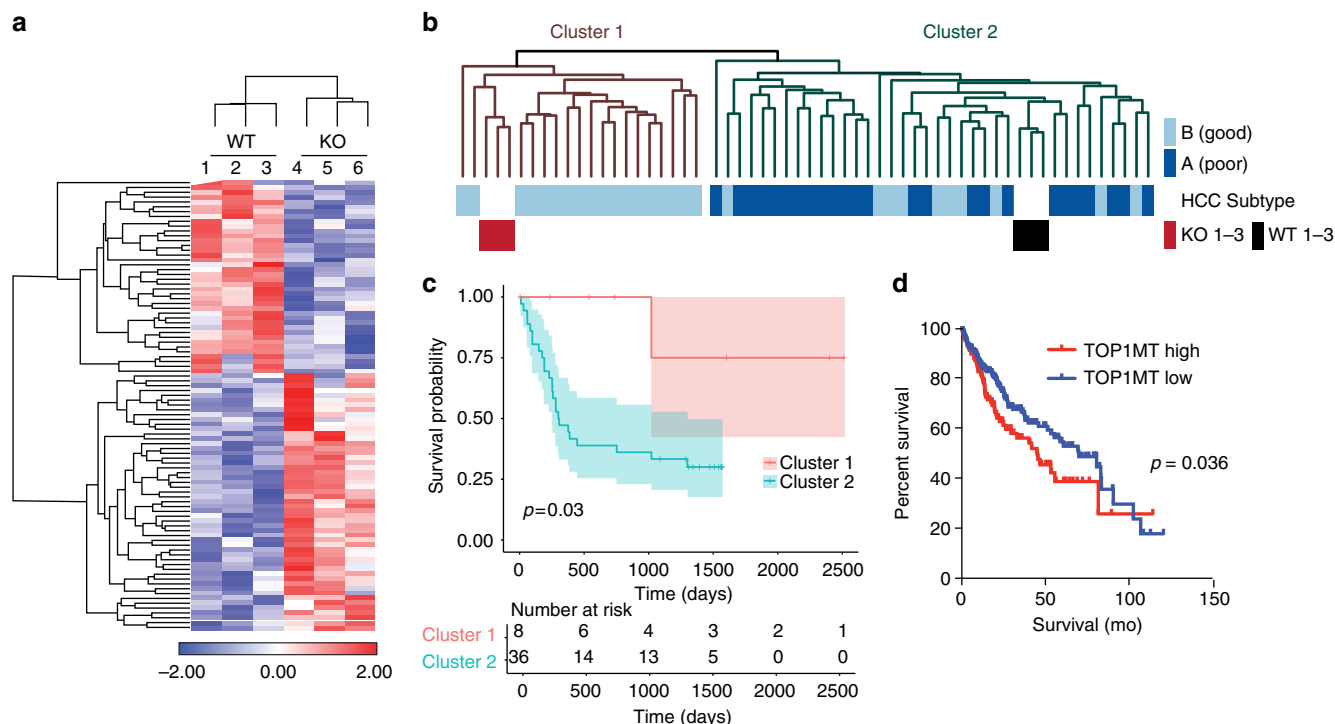 a
WT KO
1 2 3 4 5 6
−2.00 0.00 2.00
b
Cluster 1 Cluster 2
B (good)
A (poor)
HCC Subtype
KO 1–3 WT 1–3
c
Survival probability
1.00
0.75
0.50
0.25
0.00
p=0.03
Cluster 1
Cluster 2
0 500 1000 1500 2000 2500
Time (days)
Number at risk
Cluster 1 8 6 4 3 2 1
Cluster 2 36 14 13 5 0 0
0 500 1000 1500 2000 2500
Time (days)
d
Percent survival
100
80
60
40
20
0
TOP1MT high
TOP1MT low
p = 0.036
0 50 100 150
Survival (mo)